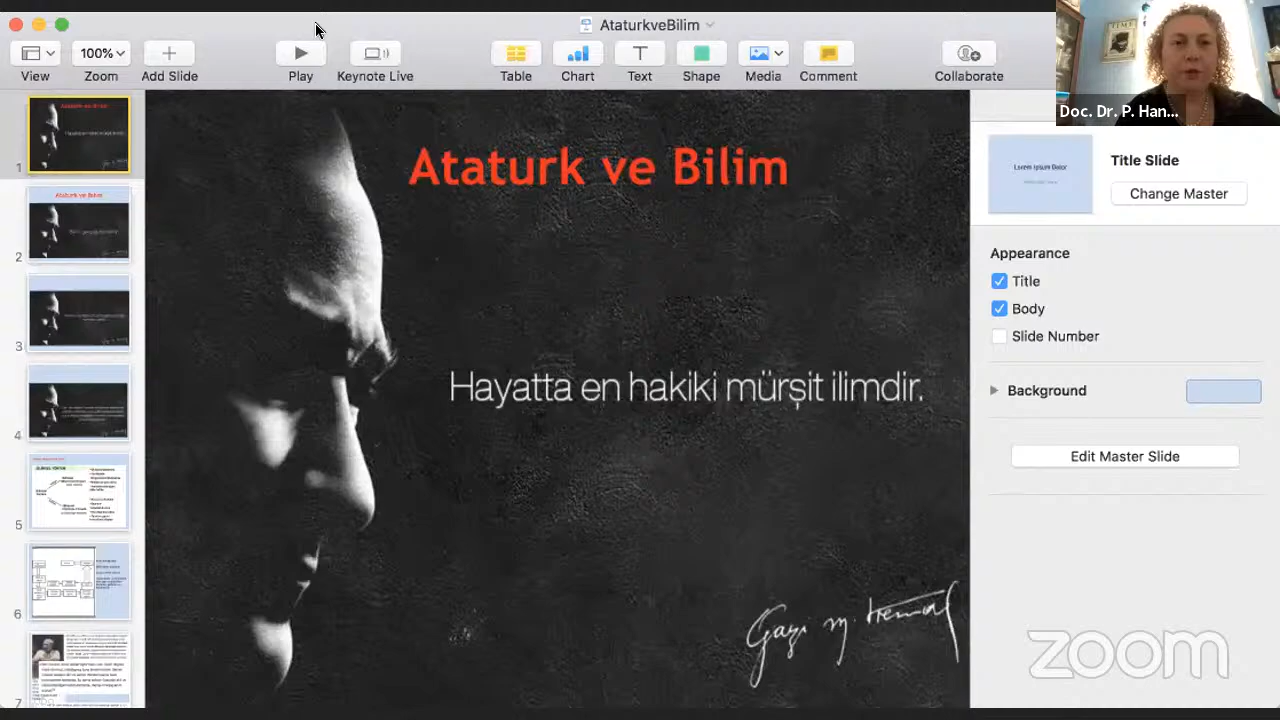 AtaturkveBilim
Doc. Dr. P. Han...
View
100%
Zoom
Add Slide
Play
Keynote Live
Table
Chart
Text
Shape
Media
Comment
Collaborate
1
2
3
4
5
6
7
Ataturk ve Bilim
Hayatta en hakiki mürşit ilimdir.
Title Slide
Change Master
Appearance
Title
Body
Slide Number
Background
Edit Master Slide
zoom